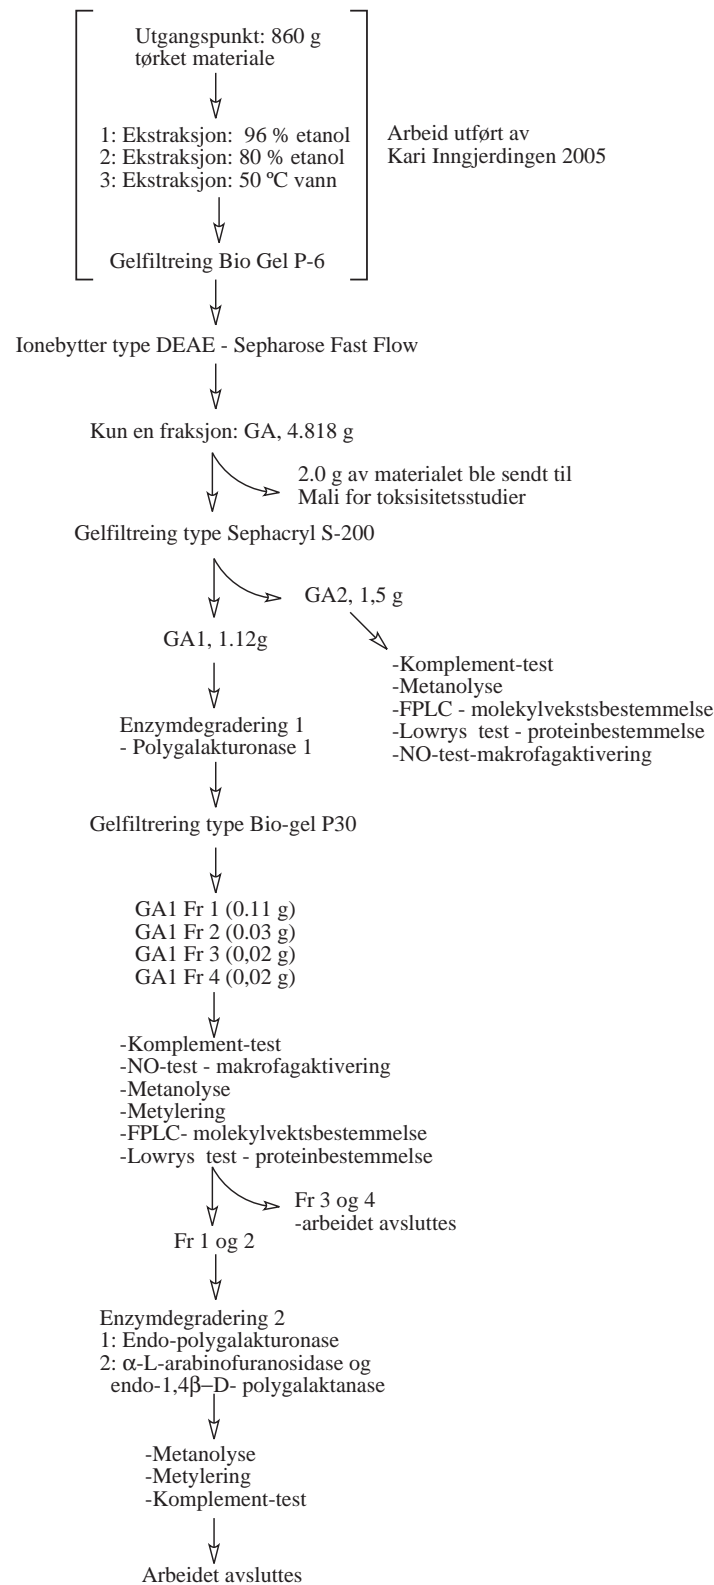 Utgangspunkt: 860 g
tørket materiale
1: Ekstraksjon:  96 % etanol
2: Ekstraksjon: 80 % etanol
3: Ekstraksjon: 50 ºC vann
Arbeid utført av
Kari Inngjerdingen 2005
Gelfiltreing Bio Gel P-6
Ionebytter type DEAE - Sepharose Fast Flow
Kun en fraksjon: GA, 4.818 g
2.0 g av materialet ble sendt til
Mali for toksisitetsstudier
Gelfiltreing type Sephacryl S-200
GA2, 1,5 g
GA1, 1.12g
-Komplement-test
-Metanolyse
-FPLC - molekylvekstsbestemmelse
-Lowrys  test - proteinbestemmelse
-NO-test-makrofagaktivering
Enzymdegradering 1
- Polygalakturonase 1
Gelfiltrering type Bio-gel P30
GA1 Fr 1 (0.11 g)
GA1 Fr 2 (0.03 g)
GA1 Fr 3 (0,02 g)
GA1 Fr 4 (0,02 g)
-Komplement-test
-NO-test - makrofagaktivering
-Metanolyse
-Metylering
-FPLC- molekylvektsbestemmelse
-Lowrys  test - proteinbestemmelse
Fr 3 og 4
-arbeidet avsluttes
Fr 1 og 2
Enzymdegradering 2
1: Endo-polygalakturonase
2: α-L-arabinofuranosidase og
endo-1,4β–D- polygalaktanase
-Metanolyse
-Metylering
-Komplement-test
Arbeidet avsluttes